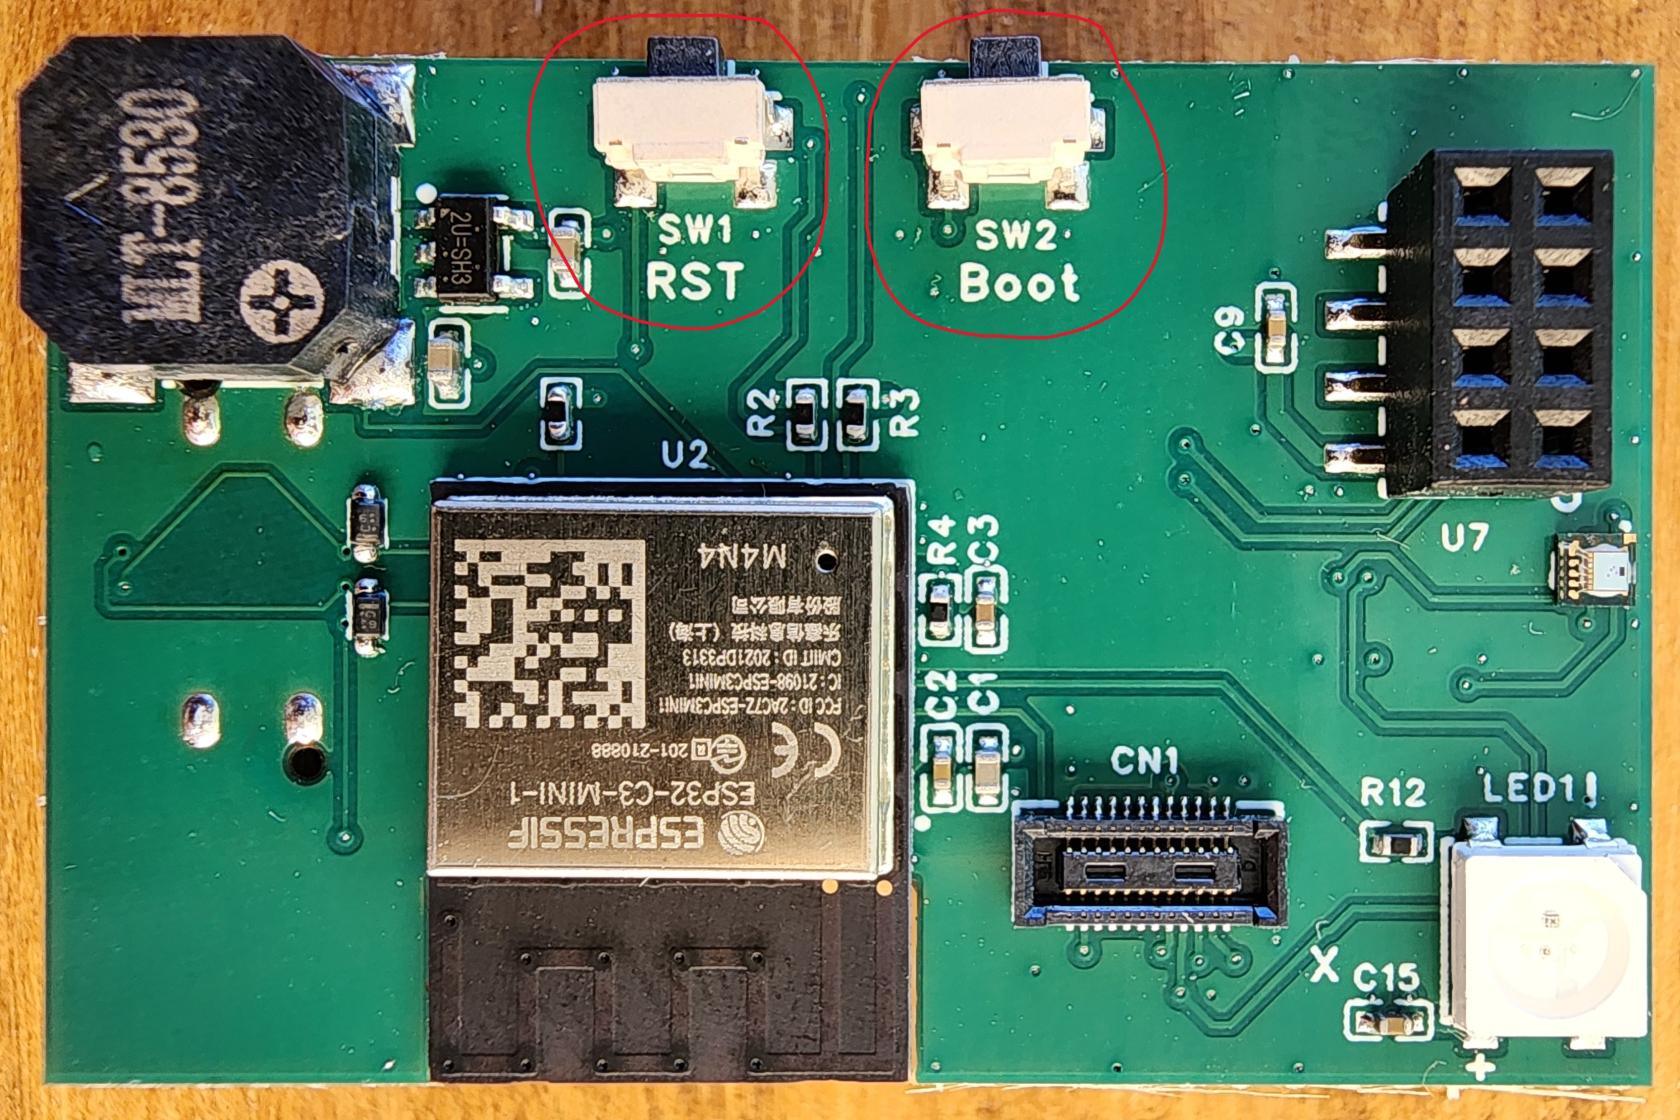 MLT-8530
2U=SH3
SW1
RST
SW2
Boot
C9
R2
R3
U2
U7
R4
C3
M4N4
股份有限公司
乐鑫信息科技（上海）
CMIIT ID：2021DP3313
IC：21098-ESPC3MINI1
FCC ID：2AC7Z-ESPC3MINI1
CE
R
201-210888
ESP32-C3-MINI-1
ESPRESSIF
C2
C1
CN1
R12
LED1
X
C15
+